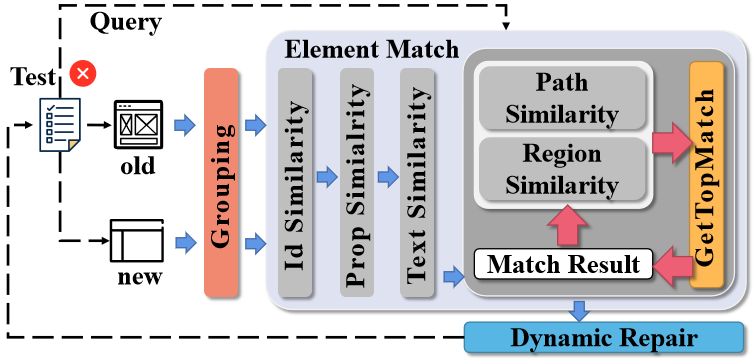 Query
Element Match
Test
old
new
Grouping
Id Similarity
Prop Simialrity
Text Similarity
Path
Similarity
Region
Similarity
GetTopMatch
Match Result
Dynamic Repair